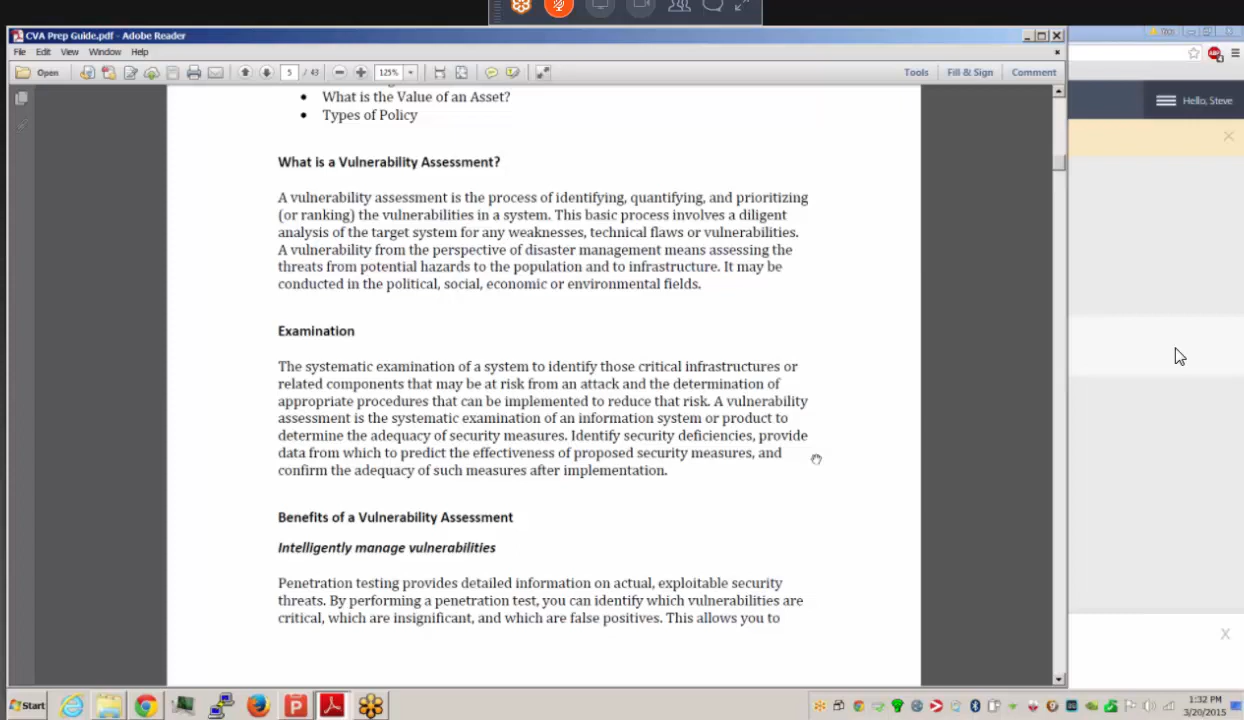 CVA Prep Guide.pdf - Adobe Reader
File Edit View Window Help
Open 5 / 43 125% Tools Fill & Sign Comment
Hello, Steve
• What is the Value of an Asset?
• Types of Policy
What is a Vulnerability Assessment?
A vulnerability assessment is the process of identifying, quantifying, and prioritizing
(or ranking) the vulnerabilities in a system. This basic process involves a diligent
analysis of the target system for any weaknesses, technical flaws or vulnerabilities.
A vulnerability from the perspective of disaster management means assessing the
threats from potential hazards to the population and to infrastructure. It may be
conducted in the political, social, economic or environmental fields.
Examination
The systematic examination of a system to identify those critical infrastructures or
related components that may be at risk from an attack and the determination of
appropriate procedures that can be implemented to reduce that risk. A vulnerability
assessment is the systematic examination of an information system or product to
determine the adequacy of security measures. Identify security deficiencies, provide
data from which to predict the effectiveness of proposed security measures, and
confirm the adequacy of such measures after implementation.
Benefits of a Vulnerability Assessment
Intelligently manage vulnerabilities
Penetration testing provides detailed information on actual, exploitable security
threats. By performing a penetration test, you can identify which vulnerabilities are
critical, which are insignificant, and which are false positives. This allows you to
Start
1:32 PM
3/20/2015